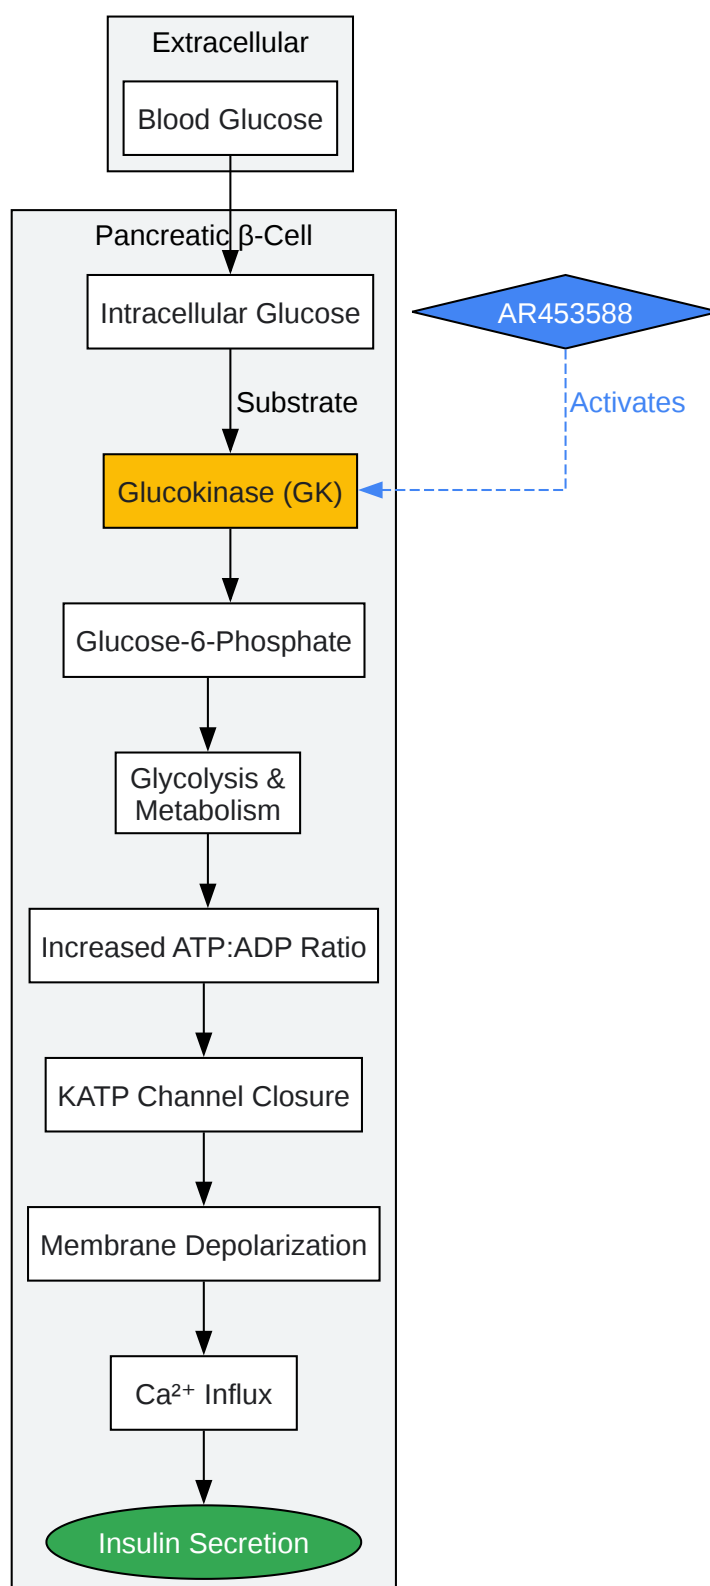 Extracellular
Blood Glucose
Pancreatic β-Cell
Intracellular Glucose
AR453588
Substrate
Activates
Glucokinase (GK)
Glucose-6-Phosphate
Glycolysis &
Metabolism
Increased ATP:ADP Ratio
KATP Channel Closure
Membrane Depolarization
Ca²⁺ Influx
Insulin Secretion